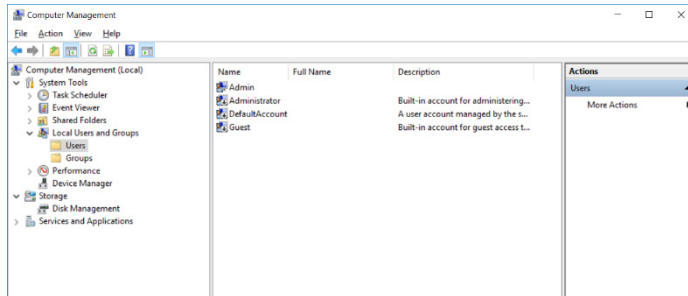 Computer Management
File Action View Help
Computer Management (Local)
System Tools
Task Scheduler
Event Viewer
Shared Folders
Local Users and Groups
Users
Groups
Performance
Device Manager
Storage
Disk Management
Services and Applications
Name Full Name Description
Admin
Administrator Built-in account for administering...
DefaultAccount A user account managed by the s...
Guest Built-in account for guest access t...
Actions
Users
More Actions